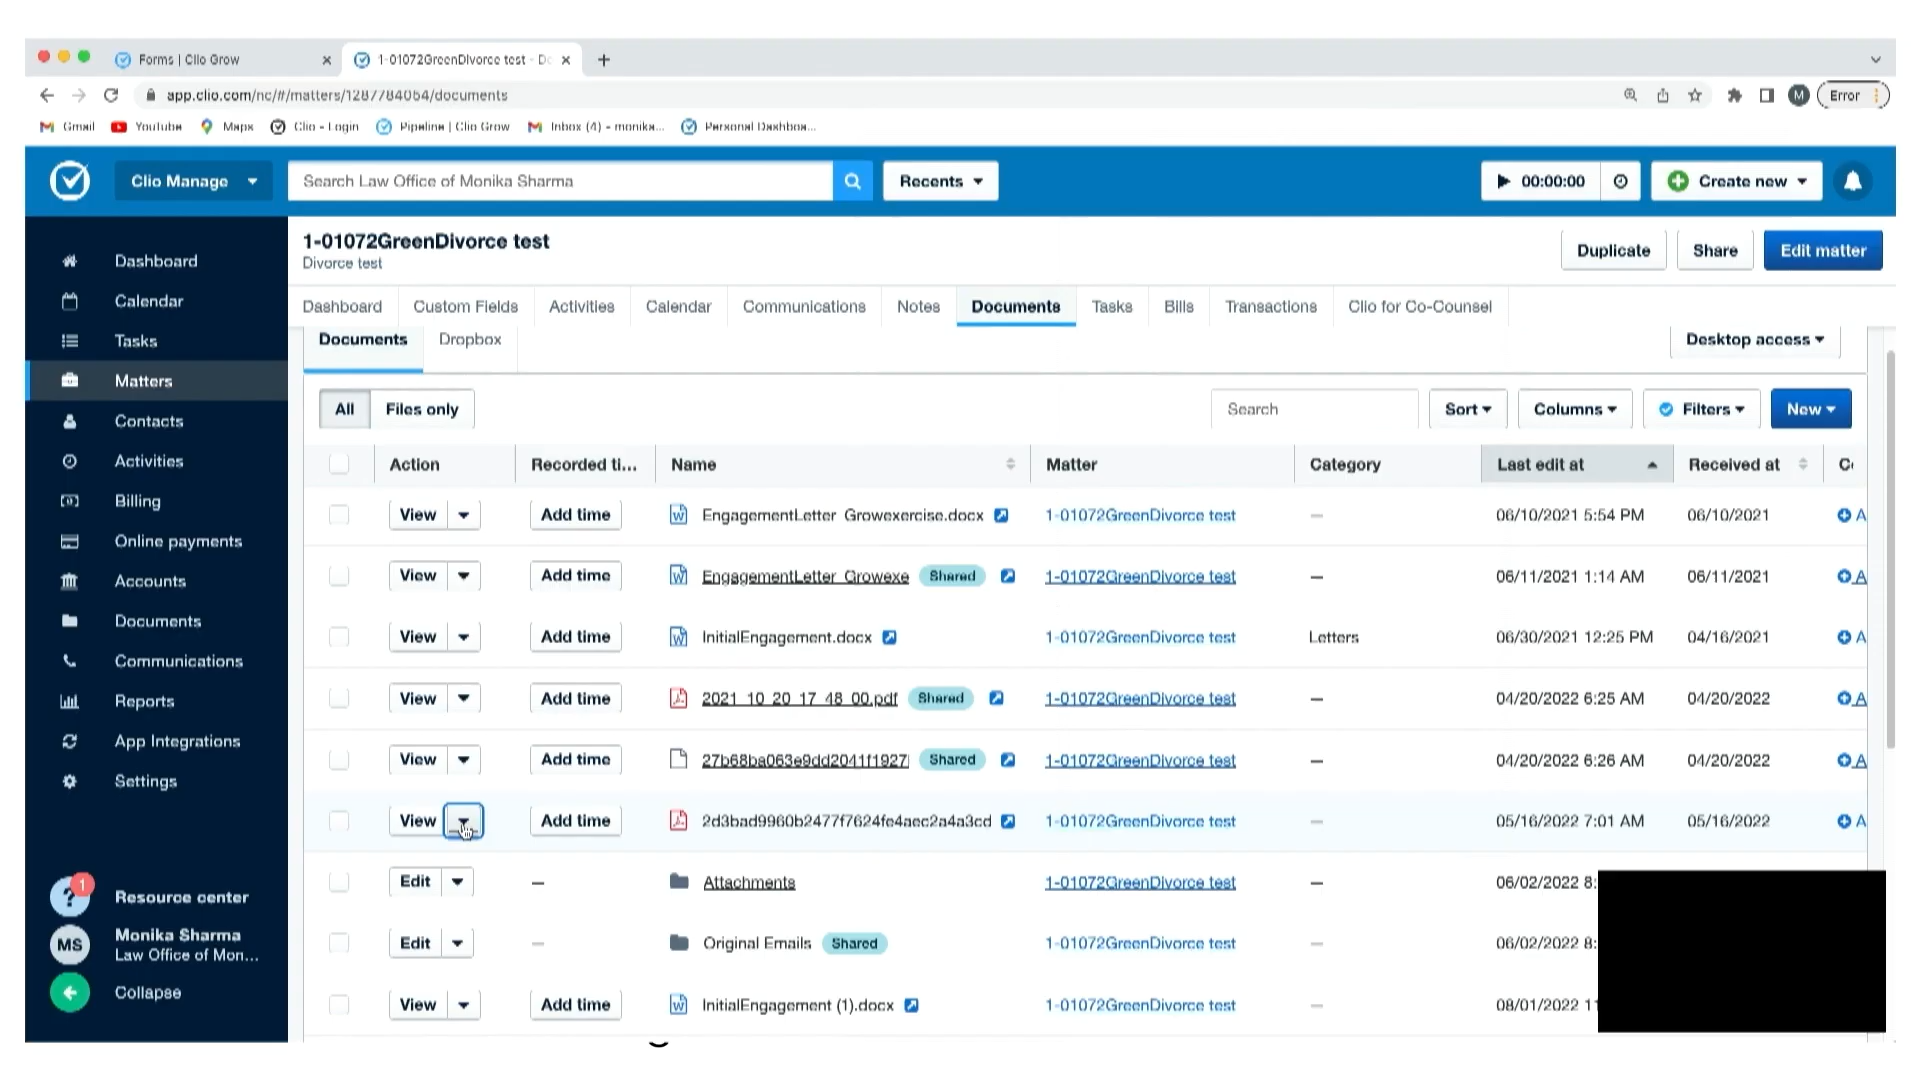 Forms | Clio Grow
1-01072GreenDivorce test - Do
app.clio.com/nc/#/matters/1287784064/documents
M
Error
Gmail YouTube Maps Clio - Login Pipeline | Clio Grow Inbox (4) - monika... Personal Dashboa...
Clio Manage
Search Law Office of Monika Sharma
Recents
00:00:00
Create new
1-01072GreenDivorce test
Divorce test
Duplicate Share Edit matter
Dashboard Custom Fields Activities Calendar Communications Notes Documents Tasks Bills Transactions Clio for Co-Counsel
Documents Dropbox
Desktop access
All Files only
Search
Sort Columns Filters New
Action Recorded ti... Name Matter Category Last edit at Received at
View Add time EngagementLetter Growexercise.docx 1-01072GreenDivorce test — 06/10/2021 5:54 PM 06/10/2021 A
View Add time EngagementLetter Growexe Shared 1-01072GreenDivorce test — 06/11/2021 1:14 AM 06/11/2021 A
View Add time InitialEngagement.docx 1-01072GreenDivorce test Letters 06/30/2021 12:25 PM 04/16/2021 A
View Add time 2021_10_20_17_48_00.pdf Shared 1-01072GreenDivorce test — 04/20/2022 6:25 AM 04/20/2022 A
View Add time 27b68ba063e9dd2041f1927 Shared 1-01072GreenDivorce test — 04/20/2022 6:26 AM 04/20/2022 A
View Add time 2d3bad9960b2477f7624fe4aec2a4a3cd 1-01072GreenDivorce test — 05/16/2022 7:01 AM 05/16/2022 A
Edit — Attachments 1-01072GreenDivorce test — 06/02/2022 8:
Edit — Original Emails Shared 1-01072GreenDivorce test — 06/02/2022 8:
View Add time InitialEngagement (1).docx 1-01072GreenDivorce test — 08/01/2022 11
Dashboard
Calendar
Tasks
Matters
Contacts
Activities
Billing
Online payments
Accounts
Documents
Communications
Reports
App Integrations
Settings
? 1
Resource center
MS
Monika Sharma
Law Office of Mon...
Collapse